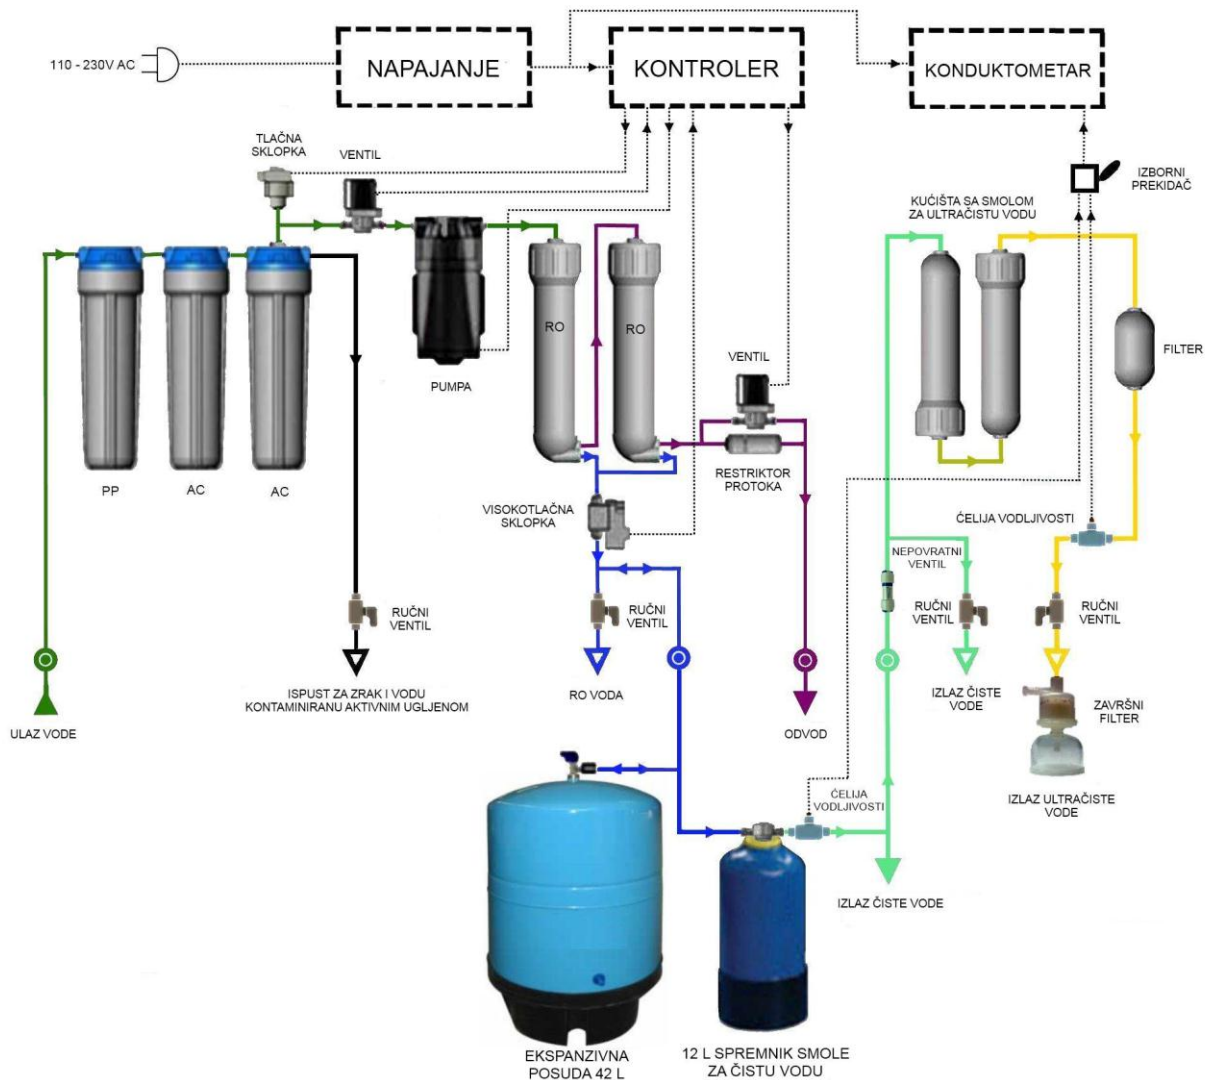 110 - 230V AC
NAPAJANJE
KONTROLER
KONDUKTOMETAR
TLAČNA
SKLOPKA
VENTIL
IZBORNI
PREKIDAČ
KUĆIŠTA SA SMOLOM
ZA ULTRAČISTU VODU
RO
RO
VENTIL
FILTER
PUMPA
PP
AC
AC
RESTRIKTOR
PROTOKA
VISOKOTLAČNA
SKLOPKA
ĆELIJA VODLJIVOSTI
NEPOVRATNI
VENTIL
RUČNI
VENTIL
RUČNI
VENTIL
RUČNI
VENTIL
RUČNI
VENTIL
ULAZ VODE
ISPUST ZA ZRAK I VODU
KONTAMINIRANU AKTIVNIM UGLJENOM
RO VODA
ODVOD
IZLAZ ČISTE
VODE
ZAVRŠNI
FILTER
IZLAZ ULTRAČISTE
VODE
ĆELIJA
VODLJIVOSTI
IZLAZ ČISTE VODE
EKSPANZIVNA
POSUDA 42 L
12 L SPREMNIK SMOLE
ZA ČISTU VODU